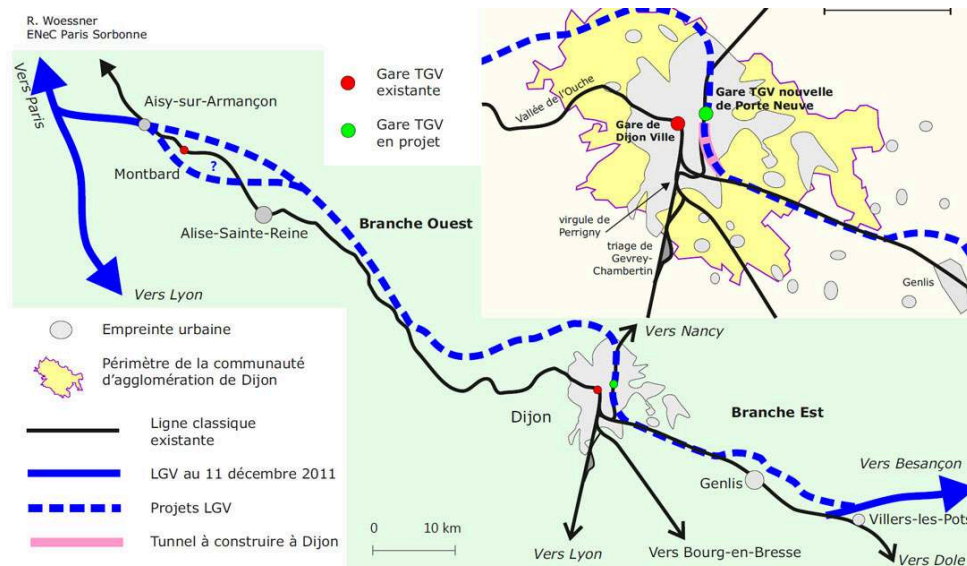 R. Woessner
ENeC Paris Sorbonne
Vers Paris
Aisy-sur-Armançon
Montbard
?
Alise-Sainte-Reine
Vers Lyon
Branche Ouest
Gare TGV
existante
Gare TGV
en projet
Vallée de l'Ouche
Gare de
Dijon Ville
Gare TGV nouvelle
de Porte Neuve
virgule de
Perrigny
triage de
Gevrey-
Chambertin
Genlis
Empreinte urbaine
Périmètre de la communauté
d'agglomération de Dijon
Ligne classique
existante
LGV au 11 décembre 2011
Projets LGV
Tunnel à construire à Dijon
Vers Nancy
Dijon
Branche Est
Genlis
Vers Besançon
Villers-les-Pots
Vers Dole
Vers Bourg-en-Bresse
Vers Lyon
0 10 km